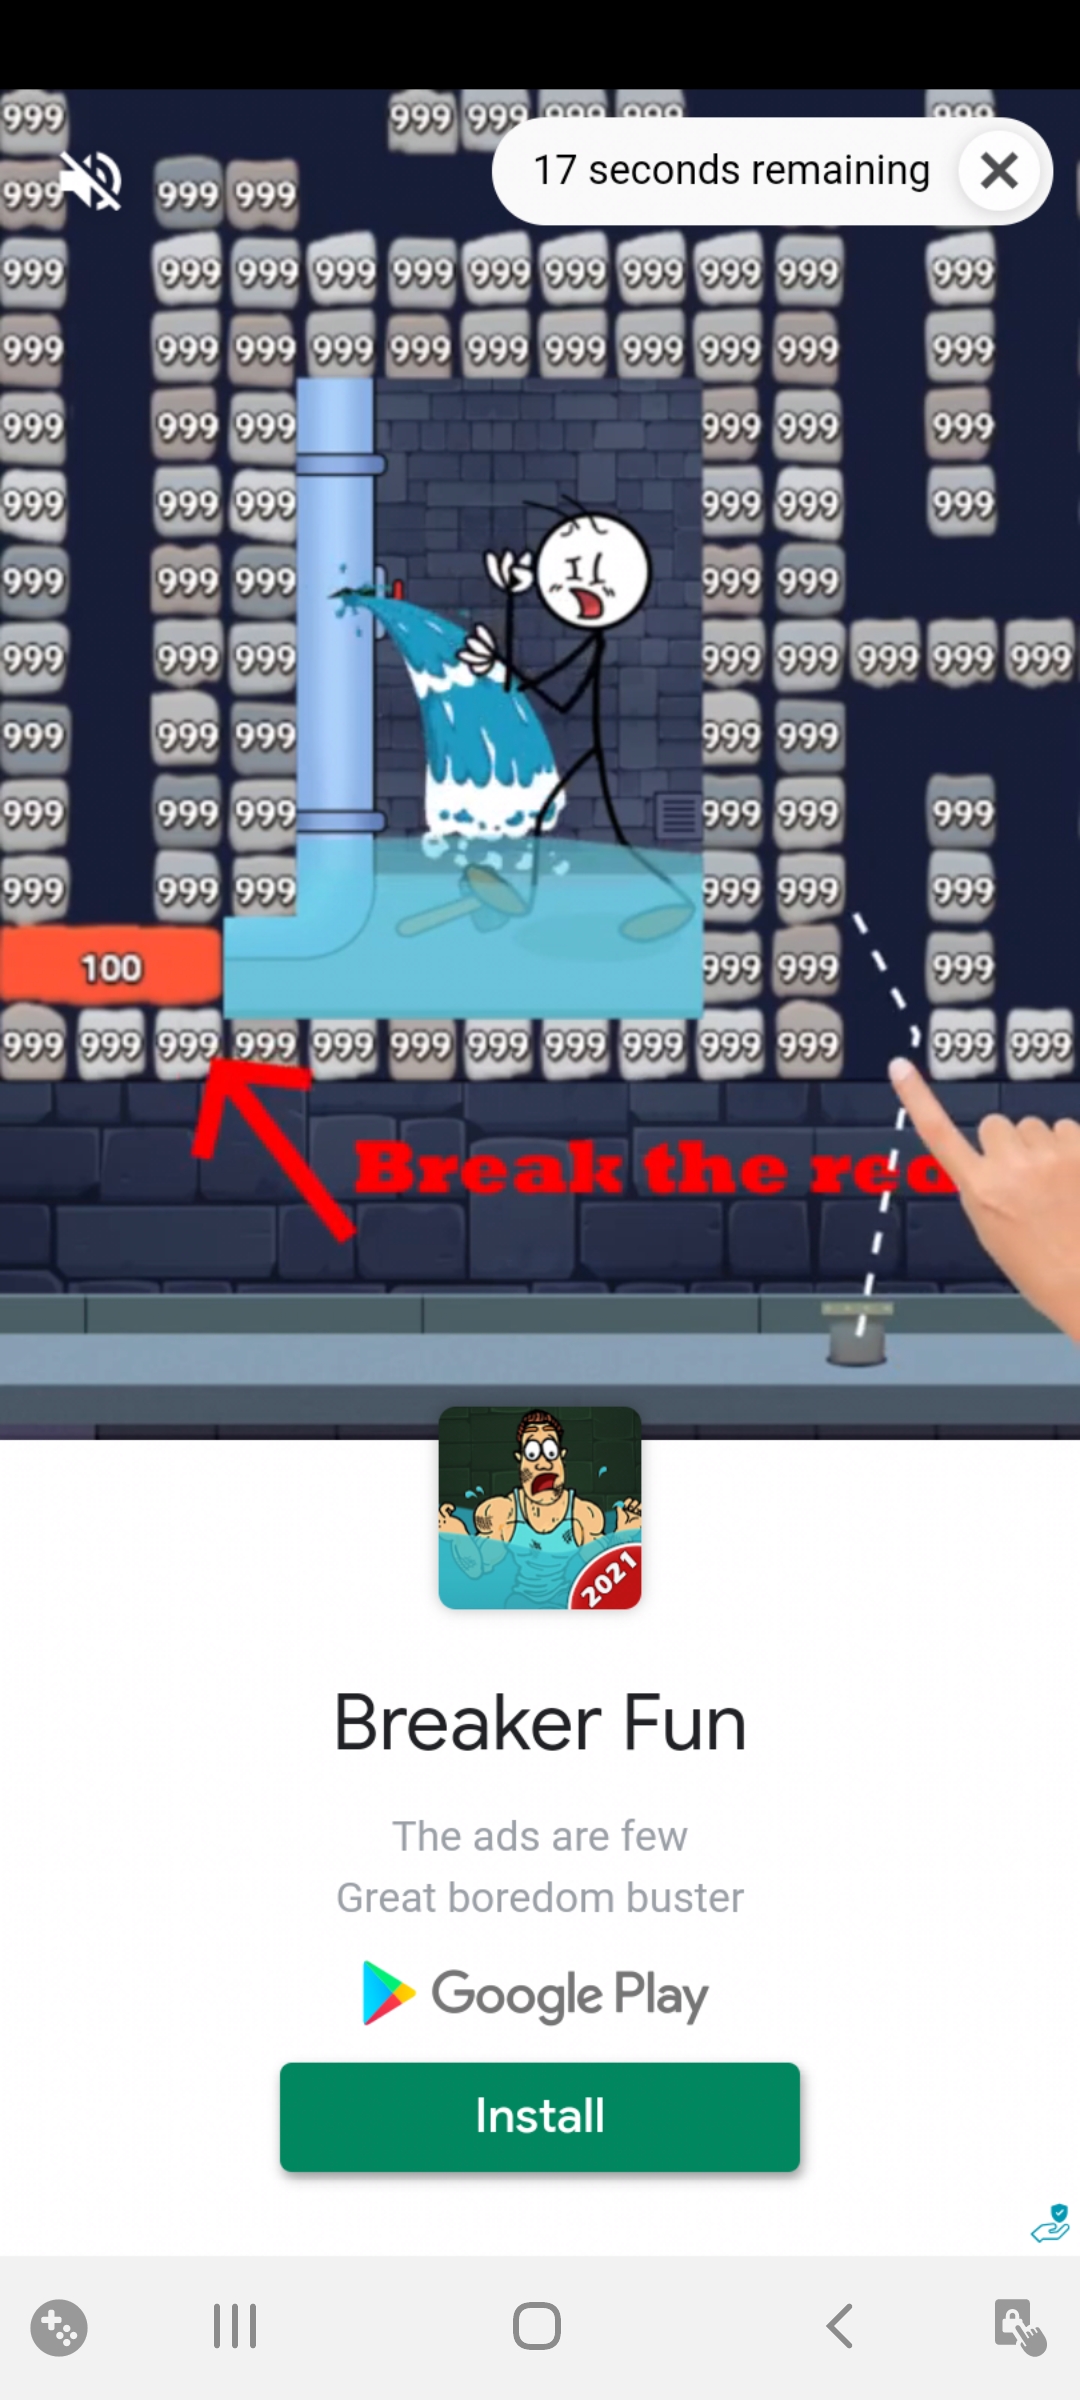 999 999 999 999 999 999
17 seconds remaining
999 999 999
999 999 999 999 999 999 999 999 999 999 999
999 999 999 999 999 999 999 999 999 999 999
999 999 999 999 999 999
999 999 999 999 999 999
999 999 999 999 999
999 999 999 999 999 999 999 999
999 999 999 999 999
999 999 999 999 999 999
999 999 999 999 999 999
100 999 999 999
999 999 999 999 999 999 999 999 999 999 999 999 999
Break the red
2021
Breaker Fun
The ads are few
Great boredom buster
Google Play
Install